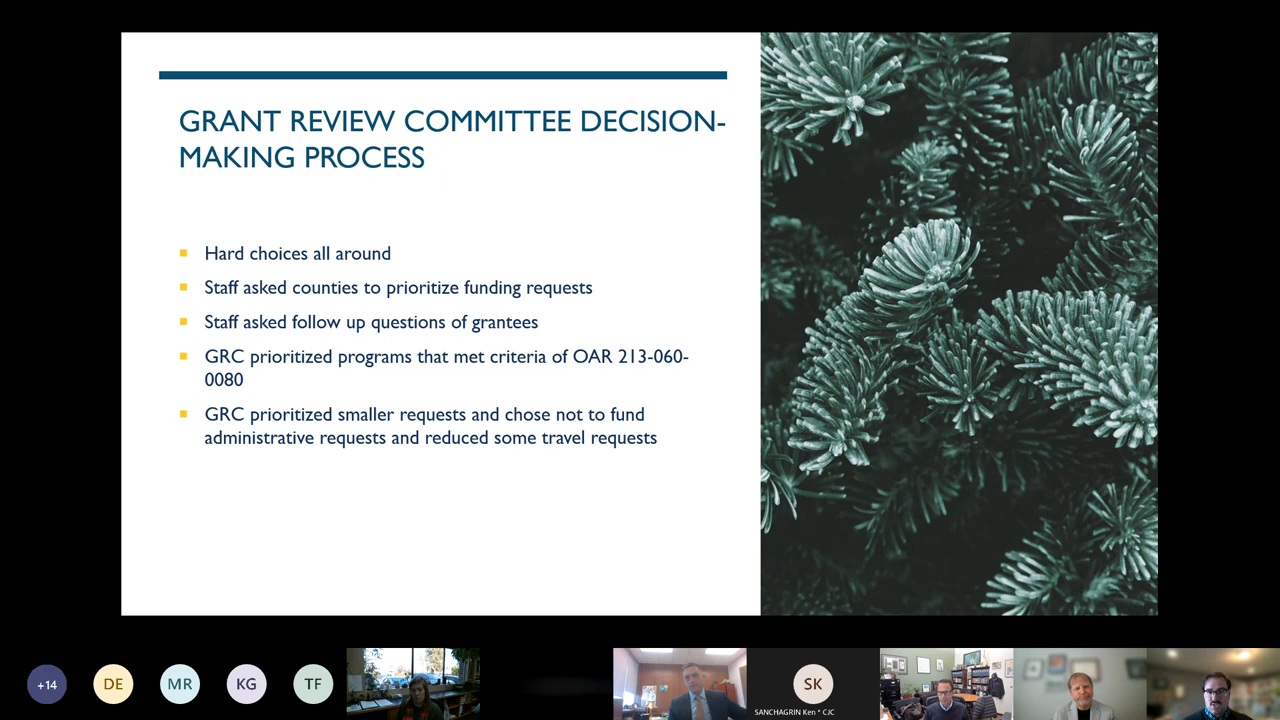 GRANT REVIEW COMMITTEE DECISION-
MAKING PROCESS
Hard choices all around
Staff asked counties to prioritize funding requests
Staff asked follow up questions of grantees
GRC prioritized programs that met criteria of OAR 213-060-
0080
GRC prioritized smaller requests and chose not to fund
administrative requests and reduced some travel requests
+14
DE
MR
KG
TF
SK
SANCHAGRIN Ken * CJC